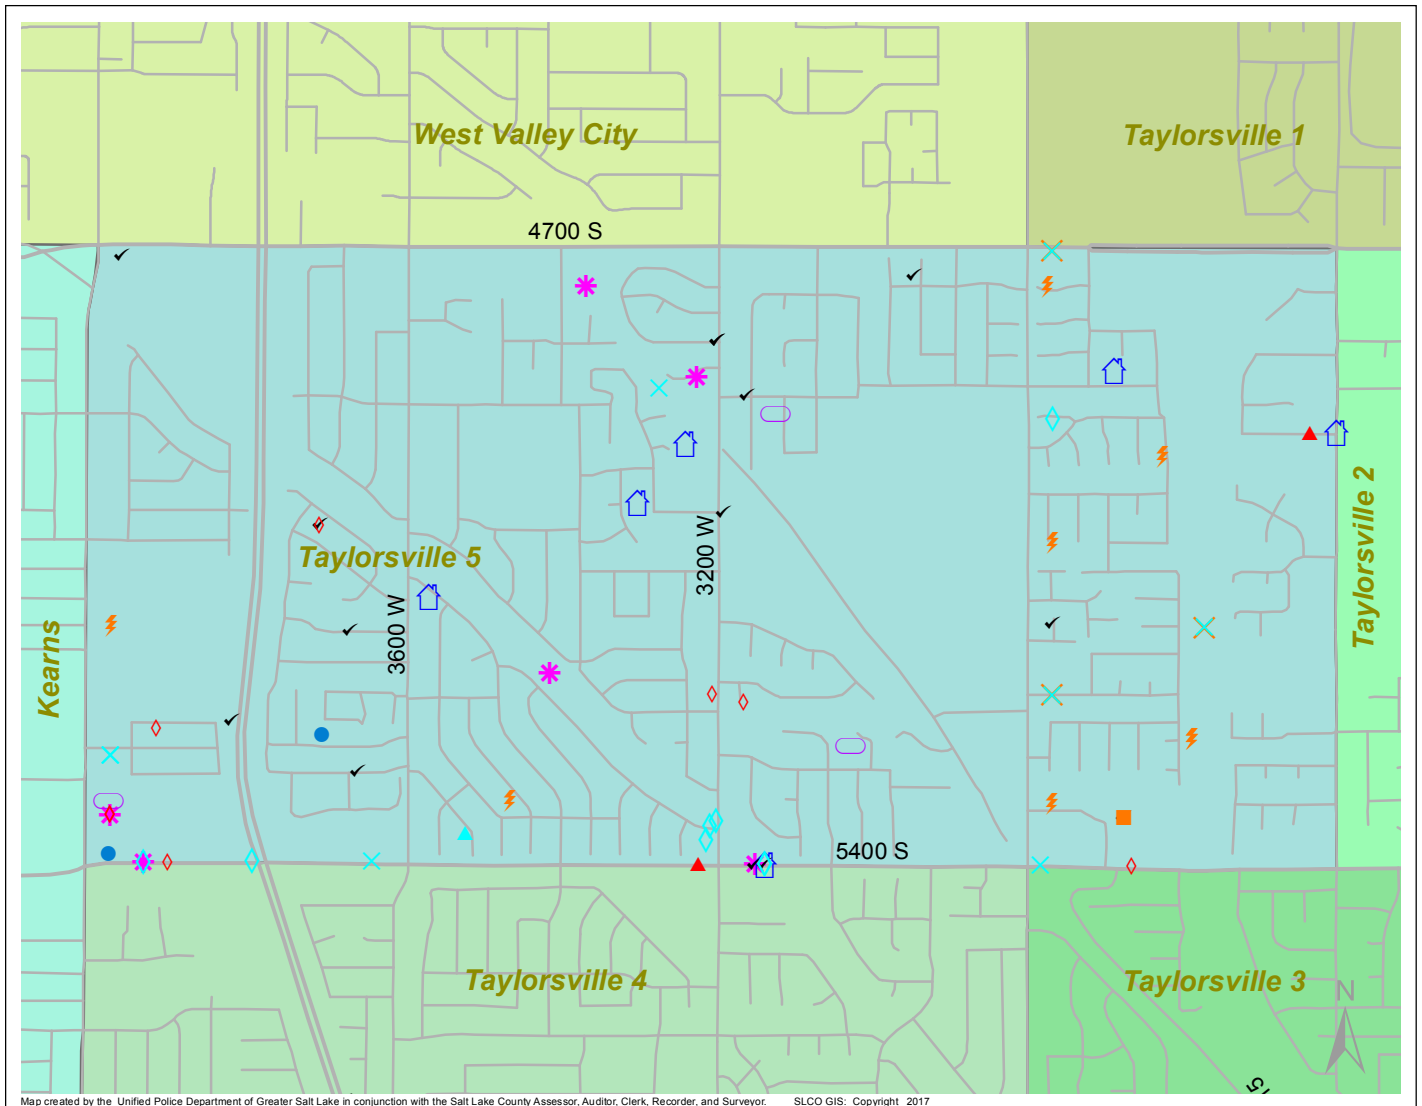 West Valley City
Taylorsville 1
4700 S
Taylorsville 2
3200 W
Taylorsville 5
3600 W
Kearns
5400 S
Taylorsville 4
Taylorsville 3
N
15
Map created by the Unified Police Department of Greater Salt Lake in conjunction with the Salt Lake County Assessor, Auditor, Clerk, Recorder, and Surveyor. SLCO GIS: Copyright 2017